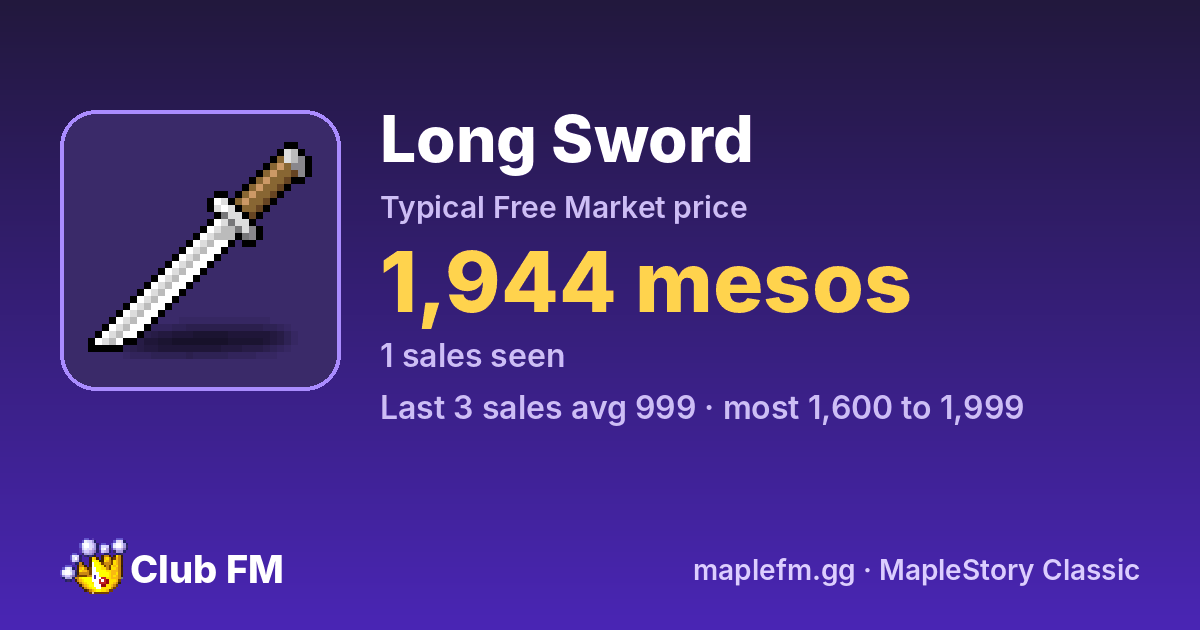 Long Sword
Typical Free Market price
1,944 mesos
1 sales seen
Last 3 sales avg 999 · most 1,600 to 1,999
Club FM
maplefm.gg · MapleStory Classic